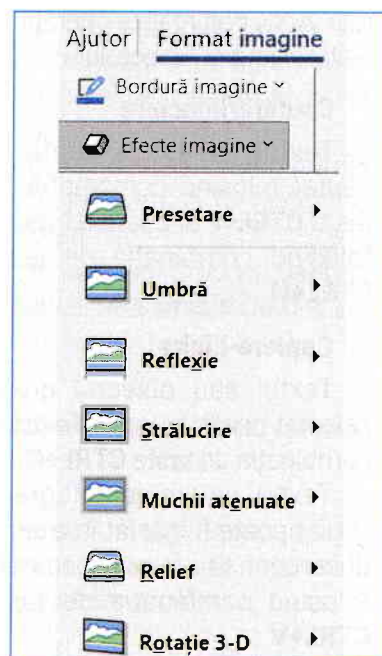 Ajutor Format imagine
Bordură imagine
Efecte imagine
Presetare
Umbră
Reflexie
Strălucire
Muchii atenuate
Relief
Rotație 3-D